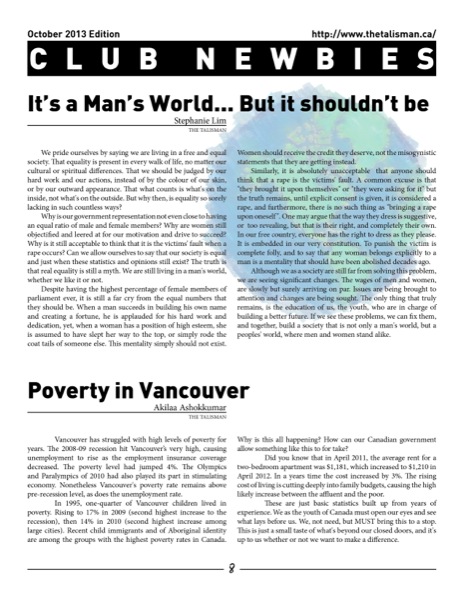 October 2013 Edition
http://www.thetalisman.ca/
CLUB NEWBIES
It's a Man's World... But it shouldn't be
Stephanie Lim
THE TALISMAN
We pride ourselves by saying we are living in a free and equal
society. That equality is present in every walk of life, no matter our
cultural or spiritual differences. That we should be judged by our
hard work and our actions, instead of by the colour of our skin,
or by our outward appearance. That what counts is what's on the
inside, not what's on the outside. But why then, is equality so sorely
lacking in such countless ways?
Why is our government representation not even close to having
an equal ratio of male and female members? Why are women still
objectified and leered at for our motivation and drive to succeed?
Why is it still acceptable to think that it is the victims' fault when a
rape occurs? Can we allow ourselves to say that our society is equal
and just when these statistics and opinions still exist? The truth is
that real equality is still a myth. We are still living in a man's world,
whether we like it or not.
Despite having the highest percentage of female members of
parliament ever, it is still a far cry from the equal numbers that
they should be. When a man succeeds in building his own name
and creating a fortune, he is applauded for his hard work and
dedication, yet, when a woman has a position of high esteem, she
is assumed to have slept her way to the top, or simply rode the
coat tails of someone else. This mentality simply should not exist.
Women should receive the credit they deserve, not the misogynistic
statements that they are getting instead.
Similarly, it is absolutely unacceptable that anyone should
think that a rape is the victims' fault. A common excuse is that
"they brought it upon themselves" or "they were asking for it" but
the truth remains, until explicit consent is given, it is considered a
rape, and furthermore, there is no such thing as "bringing a rape
upon oneself". One may argue that the way they dress is suggestive,
or too revealing, but that is their right, and completely their own.
In our free country, everyone has the right to dress as they please.
It is embedded in our very constitution. To punish the victim is
complete folly, and to say that any woman belongs explicitly to a
man is a mentality that should have been abolished decades ago.
Although we as a society are still far from solving this problem,
we are seeing significant changes. The wages of men and women,
are slowly but surely arriving on par. Issues are being brought to
attention and changes are being sought. The only thing that truly
remains, is the education of us, the youth, who are in charge of
building a better future. If we see these problems, we can fix them,
and together, build a society that is not only a man's world, but a
peoples' world, where men and women stand alike.
Poverty in Vancouver
Akilaa Ashokkumar
THE TALISMAN
Vancouver has struggled with high levels of poverty for
years. The 2008-09 recession hit Vancouver's very high, causing
unemployment to rise as the employment insurance coverage
decreased. The poverty level had jumped 4%. The Olympics
and Paralympics of 2010 had also played its part in stimulating
economy. Nonetheless Vancouver's poverty rate remains above
pre-recession level, as does the unemployment rate.
In 1995, one-quarter of Vancouver children lived in
poverty. Rising to 17% in 2009 (second highest increase to the
recession), then 14% in 2010 (second highest increase among
large cities). Recent child immigrants and of Aboriginal identity
are among the groups with the highest poverty rates in Canada.
Why is this all happening? How can our Canadian government
allow something like this to for take?
Did you know that in April 2011, the average rent for a
two-bedroom apartment was $1,181, which increased to $1,210 in
April 2012. In a years time the cost increased by 3%. The rising
cost of living is cutting deeply into family budgets, causing the high
likely increase between the affluent and the poor.
These are just basic statistics built up from years of
experience. We as the youth of Canada must open our eyes and see
what lays before us. We, not need, but MUST bring this to a stop.
This is just a small taste of what's beyond our closed doors, and it's
up to us whether or not we want to make a difference.